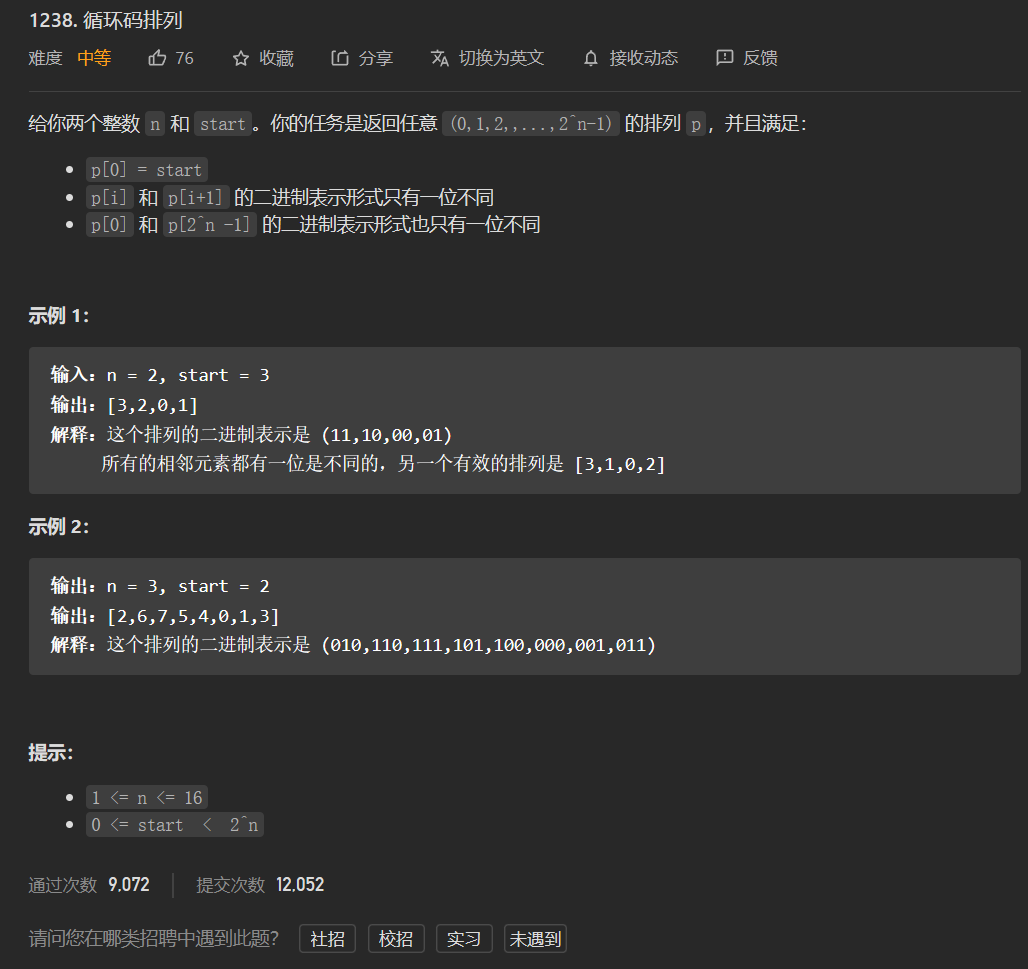 1238. 循环码排列
难度 中等 76 收藏 分享 切换为英文 接收动态 反馈
给你两个整数 n 和 start。你的任务是返回任意 (0,1,2,,...,2^n-1) 的排列 p，并且满足：
p[0] = start
p[i] 和 p[i+1] 的二进制表示形式只有一位不同
p[0] 和 p[2^n -1] 的二进制表示形式也只有一位不同
示例 1：
输入：n = 2, start = 3
输出：[3,2,0,1]
解释：这个排列的二进制表示是 (11,10,00,01)
所有的相邻元素都有一位是不同的，另一个有效的排列是 [3,1,0,2]
示例 2：
输出：n = 3, start = 2
输出：[2,6,7,5,4,0,1,3]
解释：这个排列的二进制表示是 (010,110,111,101,100,000,001,011)
提示：
1 <= n <= 16
0 <= start < 2^n
通过次数 9,072 提交次数 12,052
请问您在哪类招聘中遇到此题？ 社招 校招 实习 未遇到